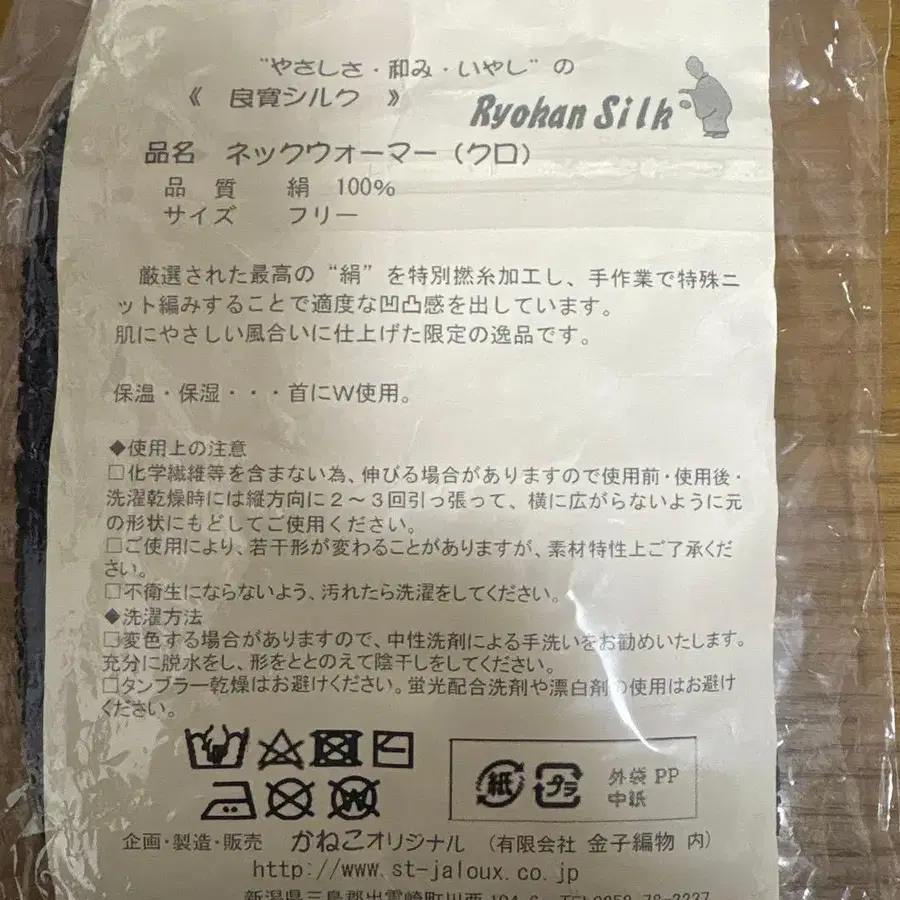 "やさしさ・和み・いやし"の
《 良寛シルク 》
Ryokan Silk
品名 ネックウォーマー(クロ)
品 質 絹 100%
サイズ フリー
厳選された最高の"絹"を特別撚糸加工し、手作業で特殊ニ
ット編みすることで適度な凹凸感を出しています。
肌にやさしい風合いに仕上げた限定の逸品です。
保温・保湿・・・首にW使用。
◆使用上の注意
□化学繊維等を含まない為、伸びる場合がありますので使用前・使用後・
洗濯乾燥時には縦方向に2~3回引っ張って、横に広がらないように元
の形状にもどしてご使用ください。
□ご使用により、若干形が変わることがありますが、素材特性上ご了承くだ
さい。
□不衛生にならないよう、汚れたら洗濯をしてください。
◆洗濯方法
□変色する場合がありますので、中性洗剤による手洗いをお勧めいたします。
充分に脱水をし、形をととのえて陰干しをしてください。
□タンブラー乾燥はお避けください。蛍光配合洗剤や漂白剤の使用はお避け
ください。
紙 プラ 外袋 PP
中紙
企画・製造・販売 かねこオリジナル (有限会社 金子編物 内)
http://www.st-jaloux.co.jp
新潟県三島郡出雲崎町川西